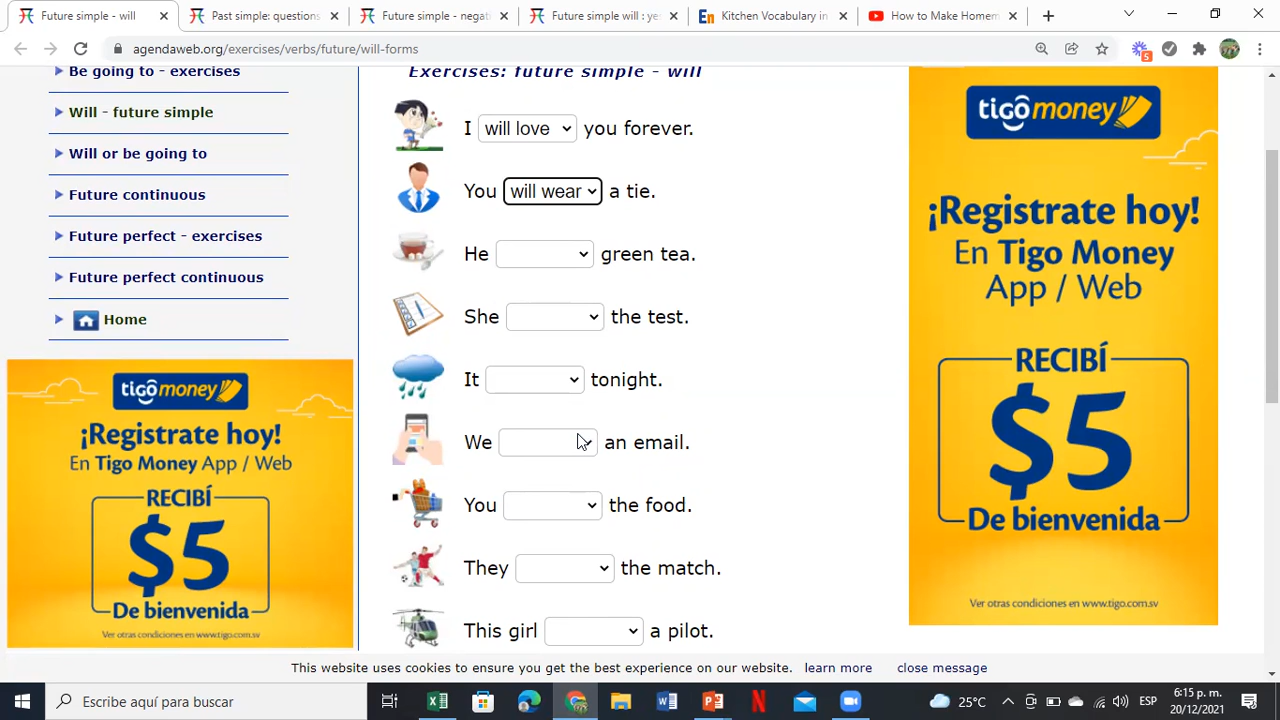 Future simple - will
Past simple: questions
Future simple - negati
Future simple will : ye
Kitchen Vocabulary in
How to Make Homem
agendaweb.org/exercises/verbs/future/will-forms
5
Be going to - exercises
Will - future simple
Will or be going to
Future continuous
Future perfect - exercises
Future perfect continuous
Home
tigo money
¡Registrate hoy!
En Tigo Money App / Web
RECIBÍ
$5
De bienvenida
Ver otras condiciones en www.tigo.com.sv
Exercises: future simple - will
I will love you forever.
You will wear a tie.
He green tea.
She the test.
It tonight.
We an email.
You the food.
They the match.
This girl a pilot.
tigo money
¡Registrate hoy!
En Tigo Money
App / Web
RECIBÍ
$5
De bienvenida
Ver otras condiciones en www.tigo.com.sv
This website uses cookies to ensure you get the best experience on our website. learn more close message
Escribe aquí para buscar
25°C
ESP
6:15 p. m.
20/12/2021